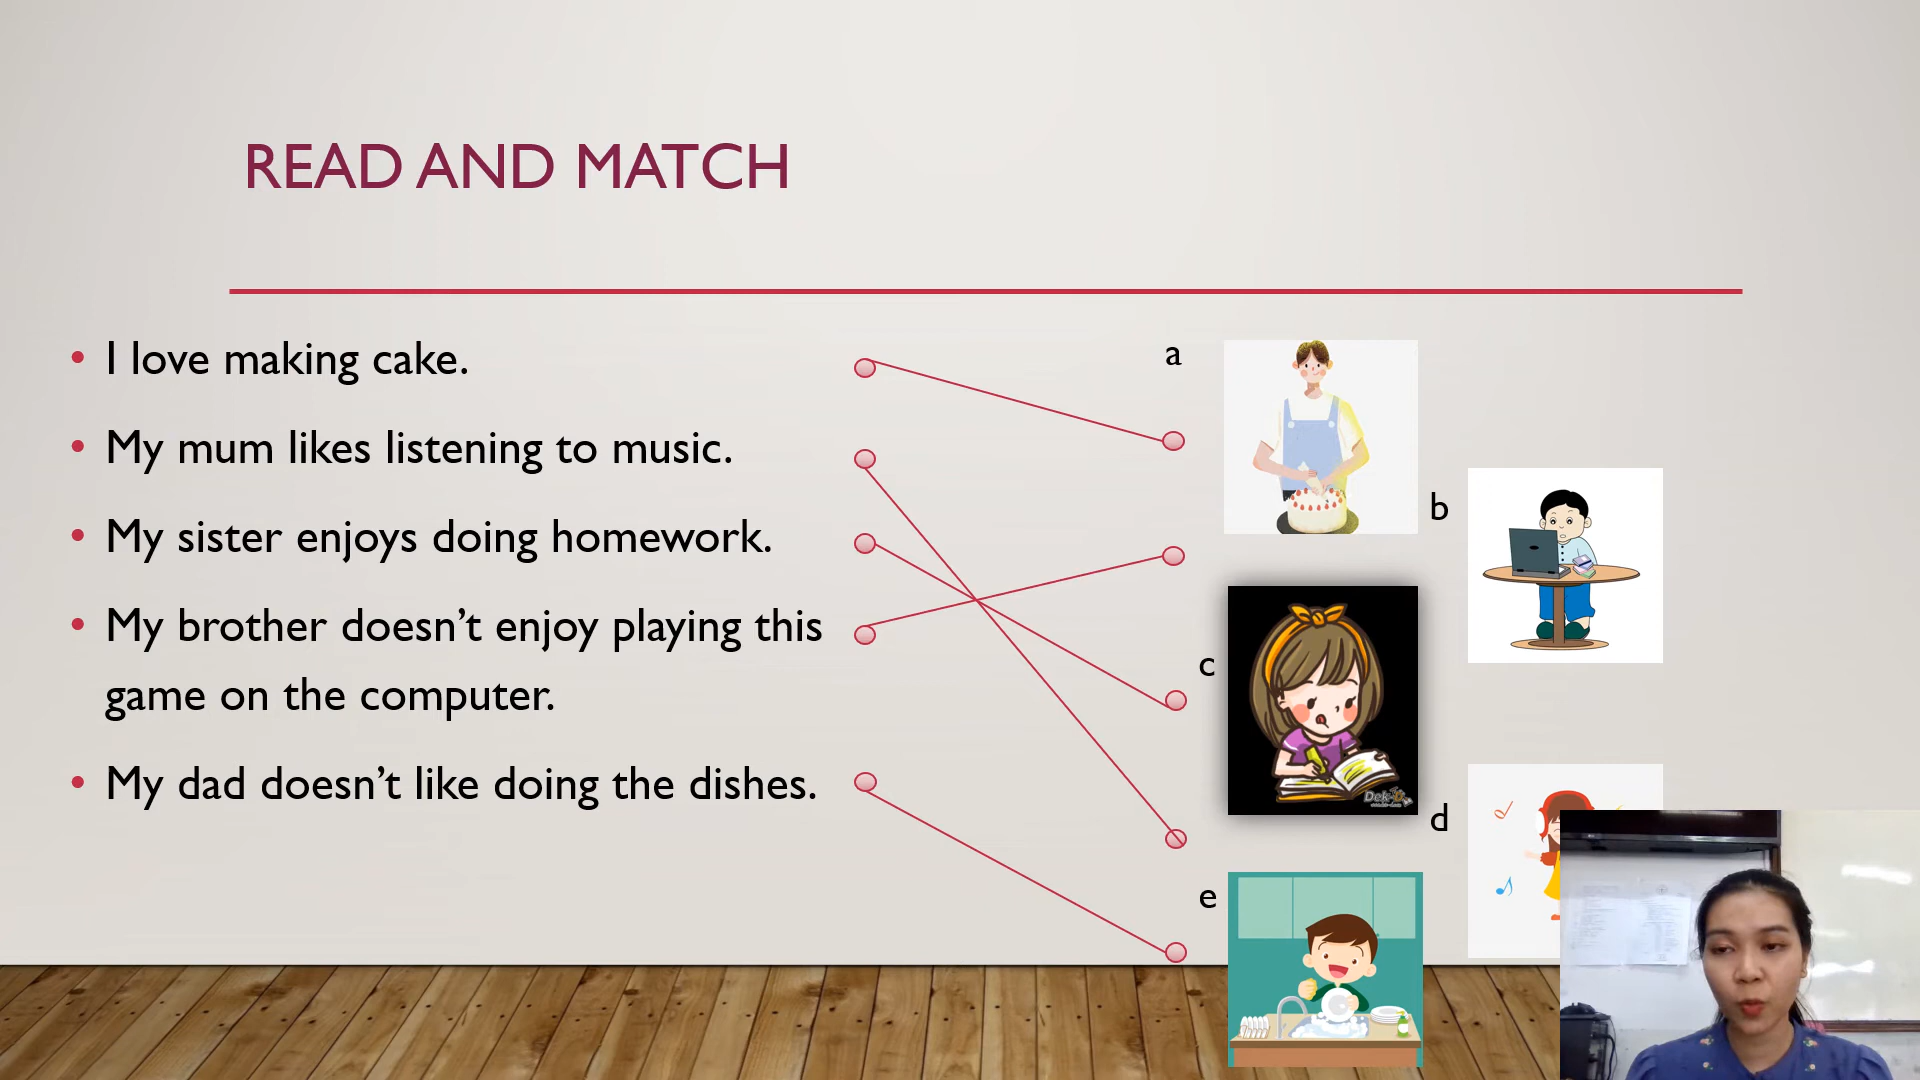 READ AND MATCH
• I love making cake.
• My mum likes listening to music.
• My sister enjoys doing homework.
• My brother doesn’t enjoy playing this
game on the computer.
• My dad doesn’t like doing the dishes.
a
b
c
d
e